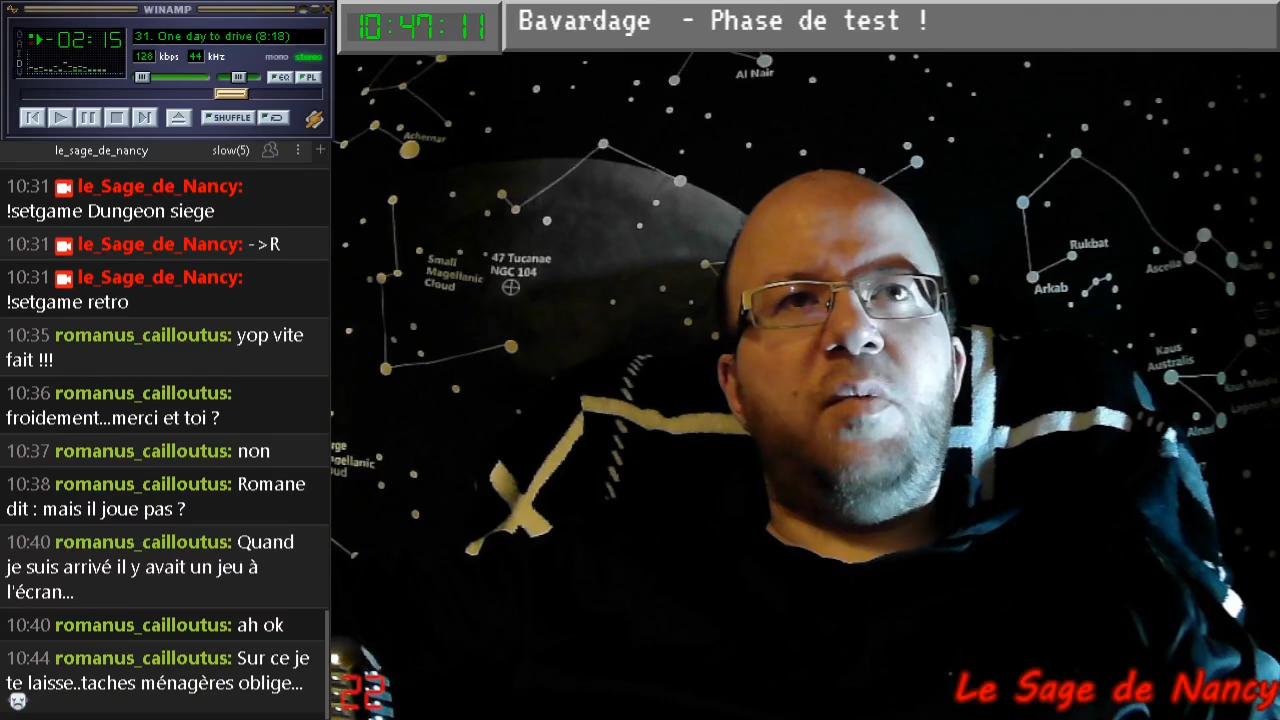 WINAMP
-02:15
31. One day to drive (8:18)
128 kbps 44 kHz mono stereo
EQ PL
SHUFFLE
le_sage_de_nancy slow(5)
10:31 le_Sage_de_Nancy:
!setgame Dungeon siege
10:31 le_Sage_de_Nancy: ->R
10:31 le_Sage_de_Nancy:
!setgame retro
10:35 romanus_cailloutus: yop vite
fait !!!
10:36 romanus_cailloutus:
froidement...merci et toi ?
10:37 romanus_cailloutus: non
10:38 romanus_cailloutus: Romane
dit : mais il joue pas ?
10:40 romanus_cailloutus: Quand
je suis arrivé il y avait un jeu à
l'écran...
10:40 romanus_cailloutus: ah ok
10:44 romanus_cailloutus: Sur ce je
te laisse..taches ménagères oblige...
10:47:11
Bavardage - Phase de test !
Al Nair
Achernar
47 Tucanae
NGC 104
Small
Magellanic
Cloud
Rukbat
Ascella
Arkab
Kaus
Australis
22
Le Sage de Nancy